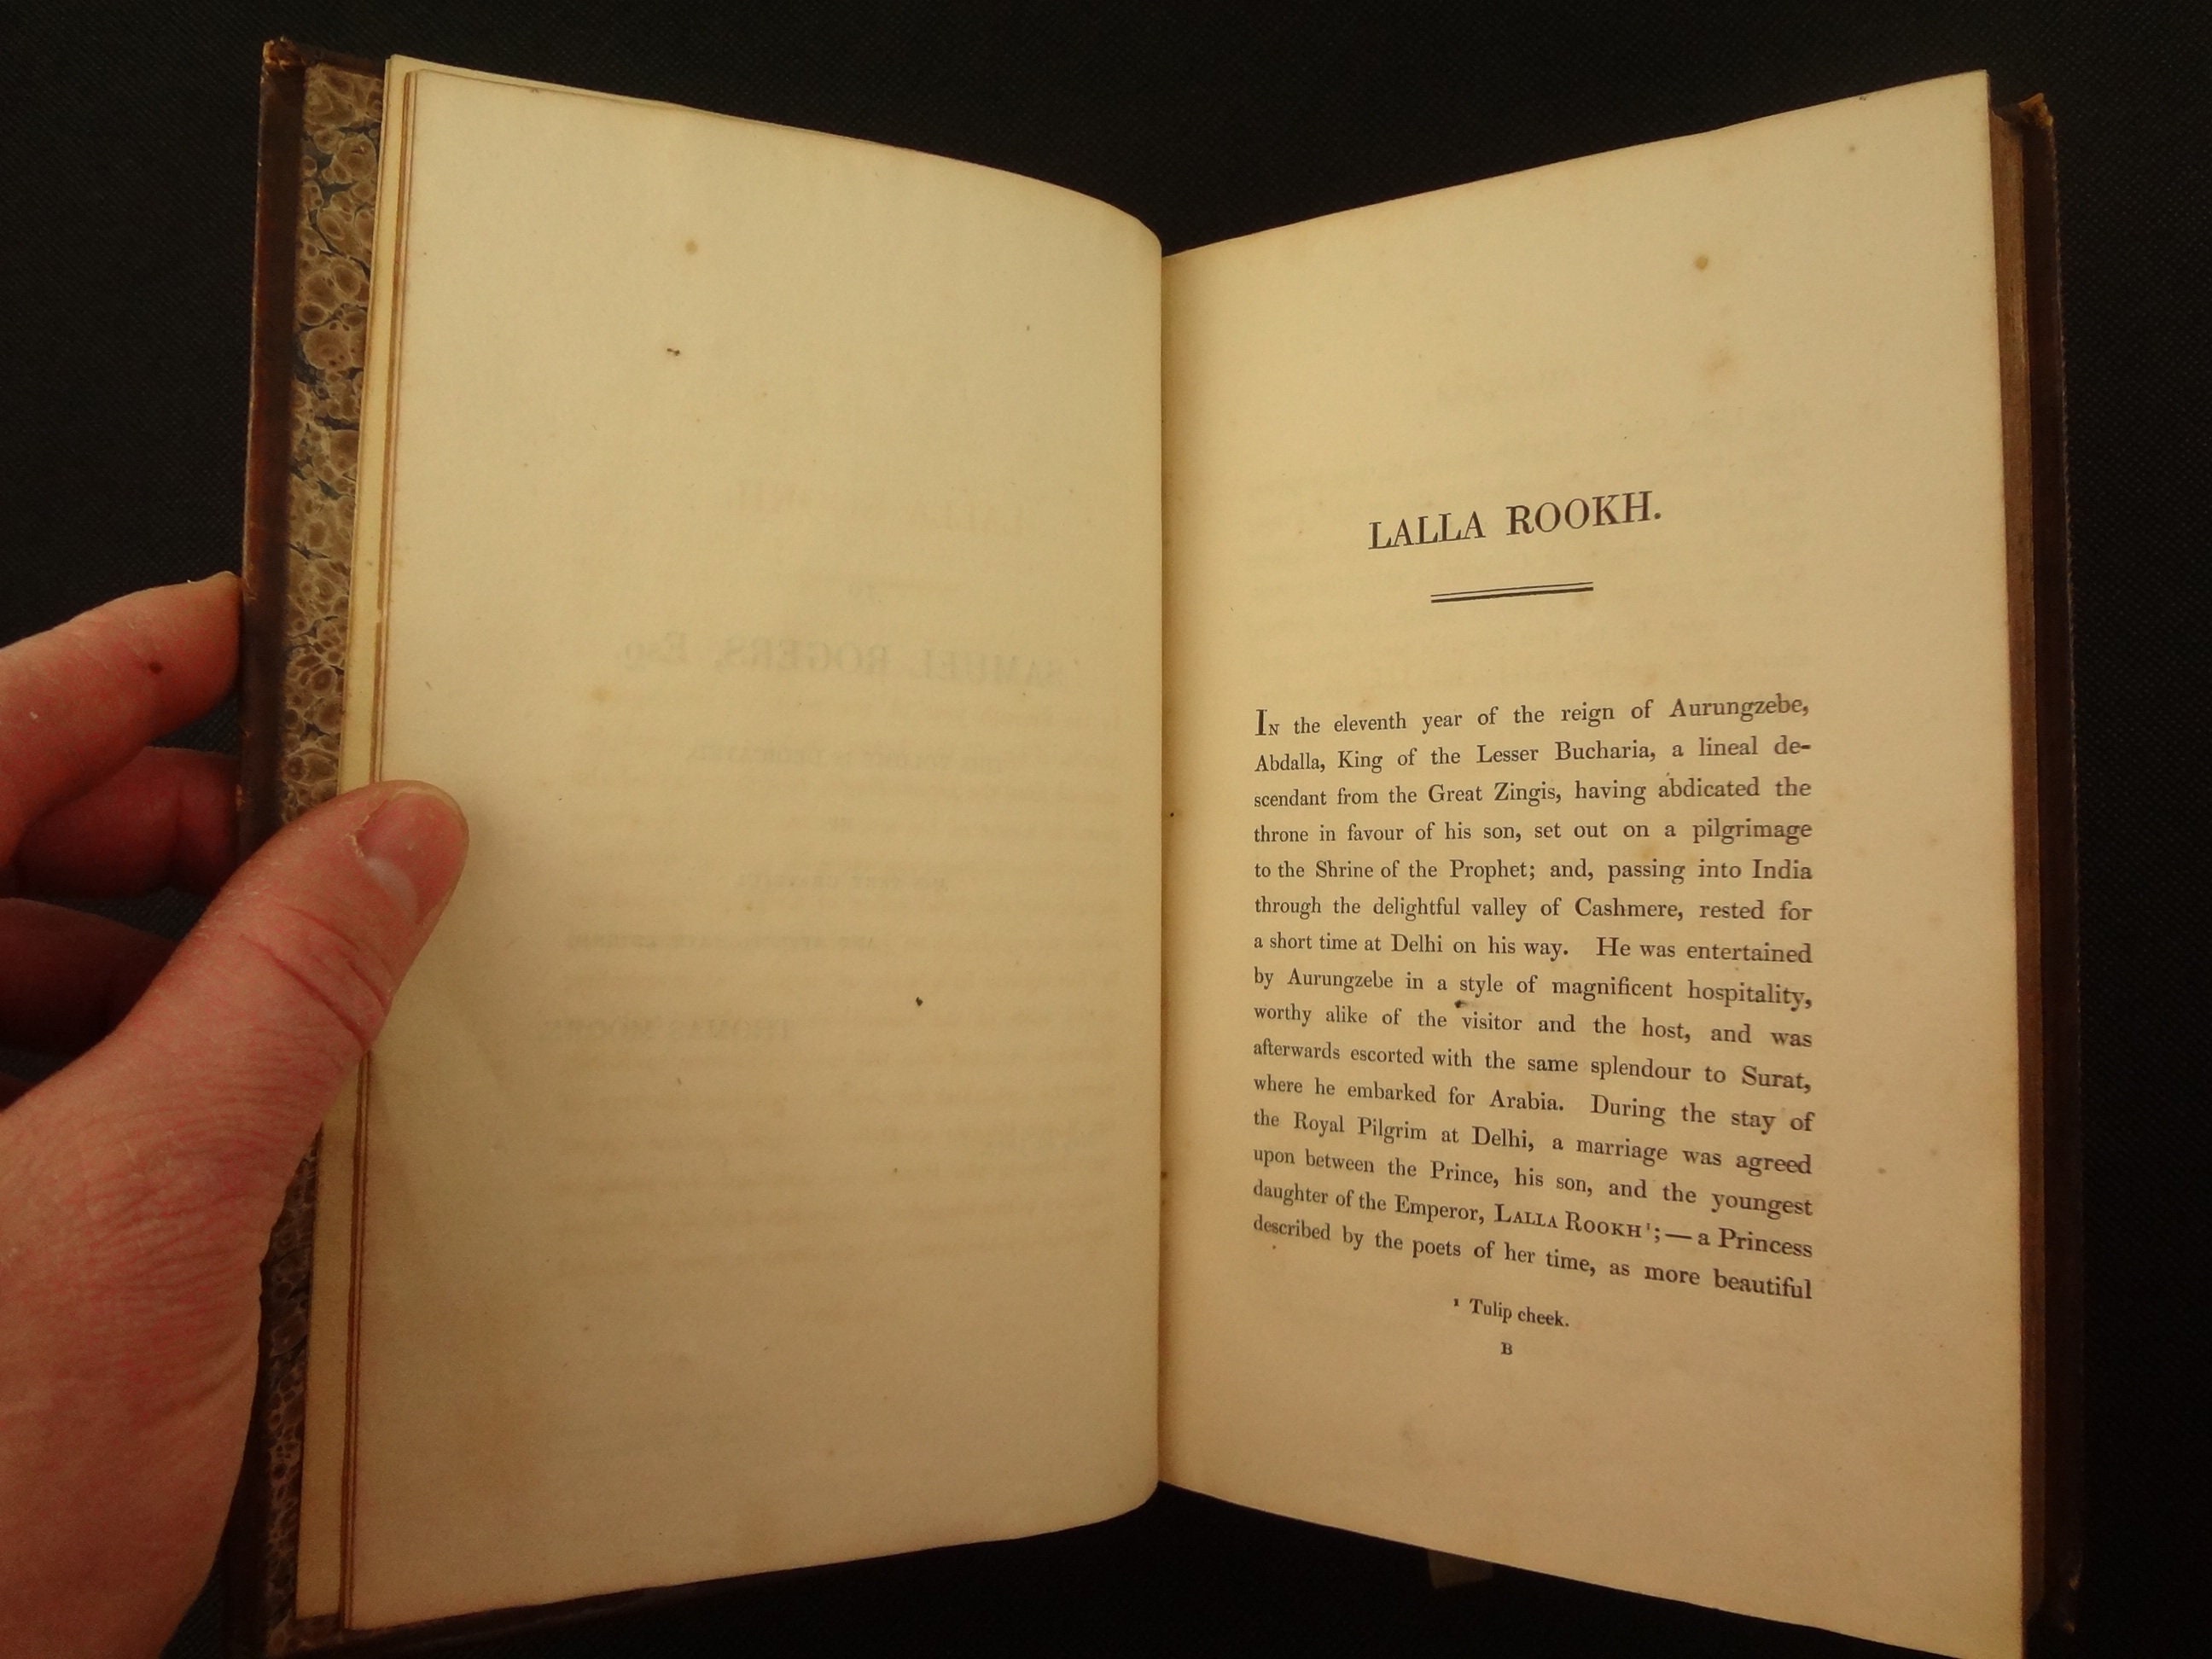 SAMUEL ROGERS, Esq.
LALLA ROOKH.
In the eleventh year of the reign of Aurungzebe,
Abdalla, King of the Lesser Bucharia, a lineal de-
scendant from the Great Zingis, having abdicated the
throne in favour of his son, set out on a pilgrimage
to the Shrine of the Prophet; and, passing into India
through the delightful valley of Cashmere, rested for
a short time at Delhi on his way. He was entertained
by Aurungzebe in a style of magnificent hospitality,
worthy alike of the visitor and the host, and was
afterwards escorted with the same splendour to Surat,
where he embarked for Arabia. During the stay of
the Royal Pilgrim at Delhi, a marriage was agreed
upon between the Prince, his son, and the youngest
daughter of the Emperor, LALLA ROOKH¹;—a Princess
described by the poets of her time, as more beautiful
¹ Tulip cheek.
B